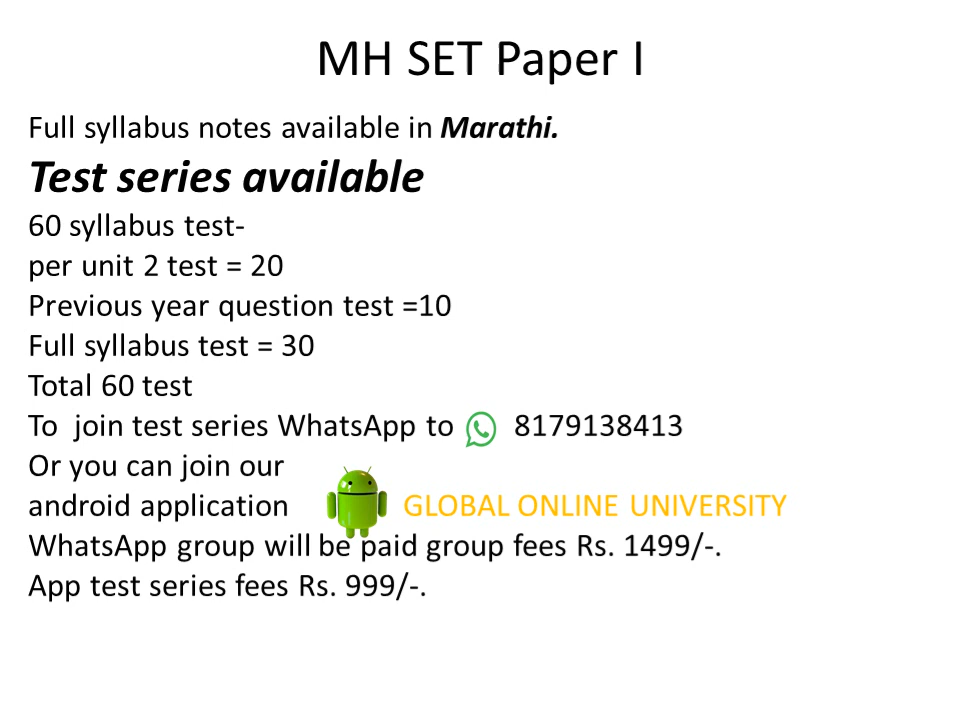 MH SET Paper I
Full syllabus notes available in Marathi.
Test series available
60 syllabus test-
per unit 2 test = 20
Previous year question test =10
Full syllabus test = 30
Total 60 test
To  join test series WhatsApp to 8179138413
Or you can join our
android application GLOBAL ONLINE UNIVERSITY
WhatsApp group will be paid group fees Rs. 1499/-.
App test series fees Rs. 999/-.